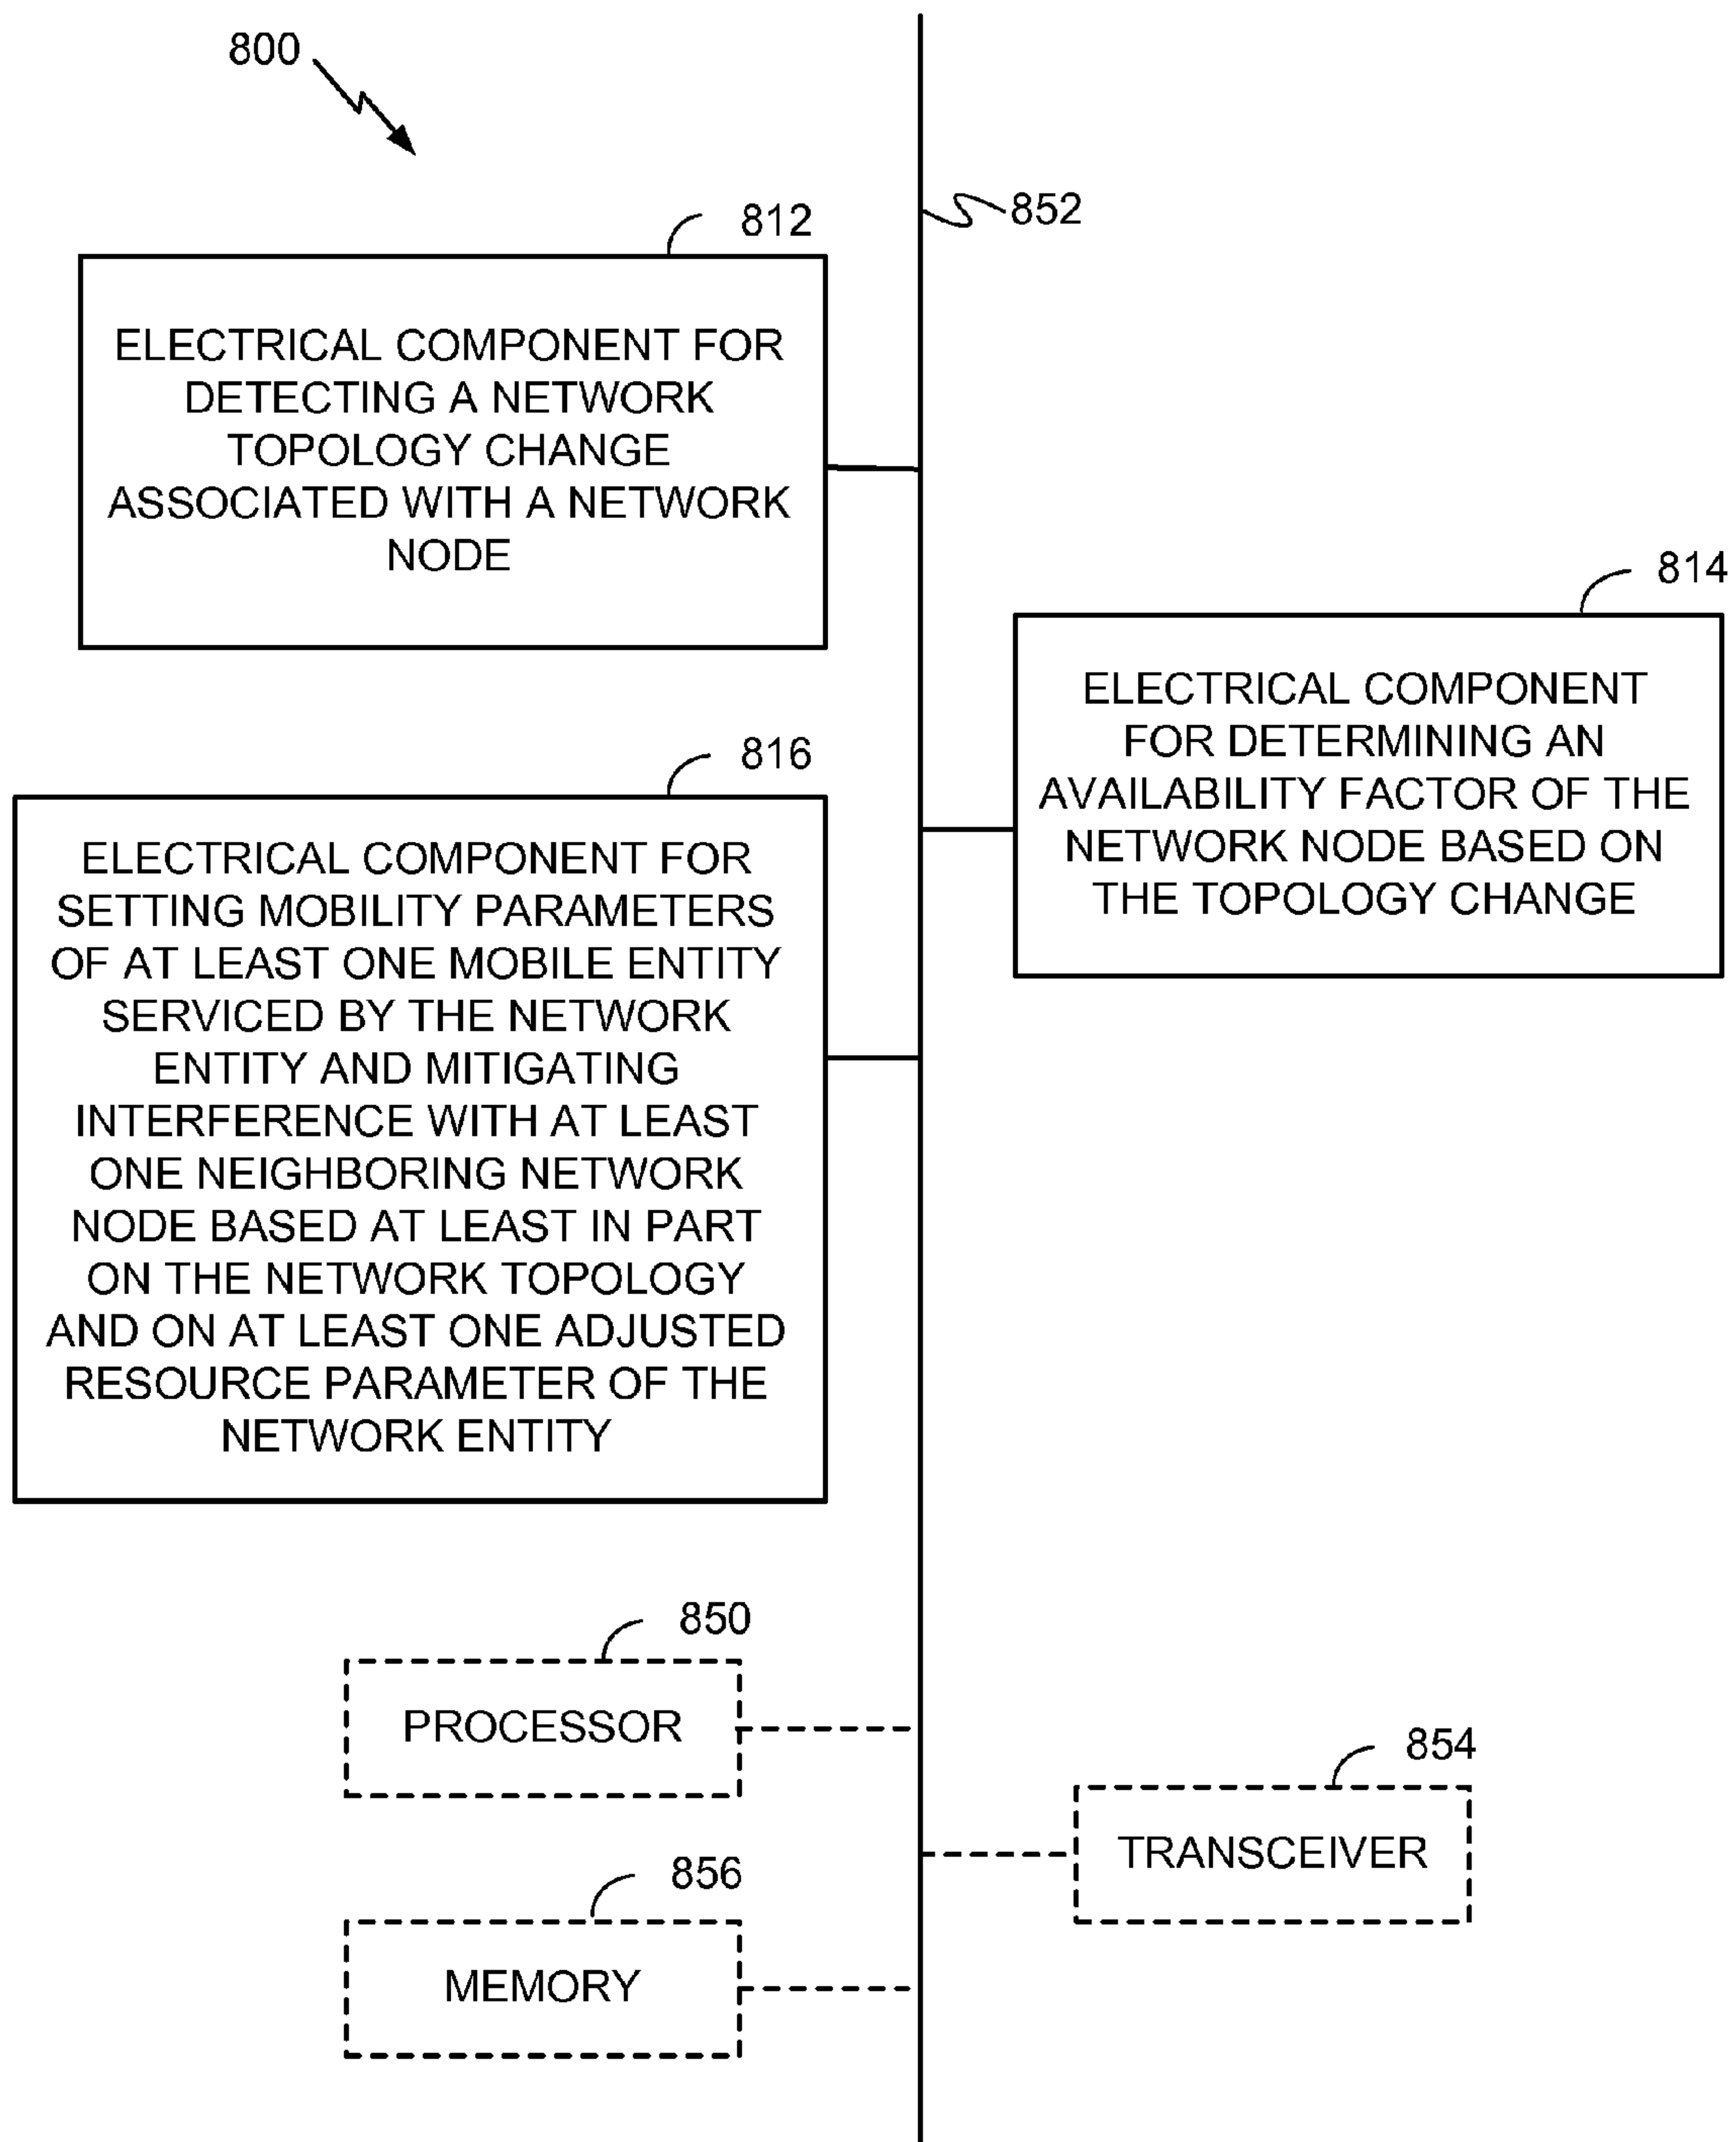 800
852
812
ELECTRICAL COMPONENT FOR
DETECTING A NETWORK
TOPOLOGY CHANGE
ASSOCIATED WITH A NETWORK
NODE
814
ELECTRICAL COMPONENT
FOR DETERMINING AN
AVAILABILITY FACTOR OF THE
NETWORK NODE BASED ON
THE TOPOLOGY CHANGE
816
ELECTRICAL COMPONENT FOR
SETTING MOBILITY PARAMETERS
OF AT LEAST ONE MOBILE ENTITY
SERVICED BY THE NETWORK
ENTITY AND MITIGATING
INTERFERENCE WITH AT LEAST
ONE NEIGHBORING NETWORK
NODE BASED AT LEAST IN PART
ON THE NETWORK TOPOLOGY
AND ON AT LEAST ONE ADJUSTED
RESOURCE PARAMETER OF THE
NETWORK ENTITY
850
PROCESSOR
854
TRANSCEIVER
856
MEMORY